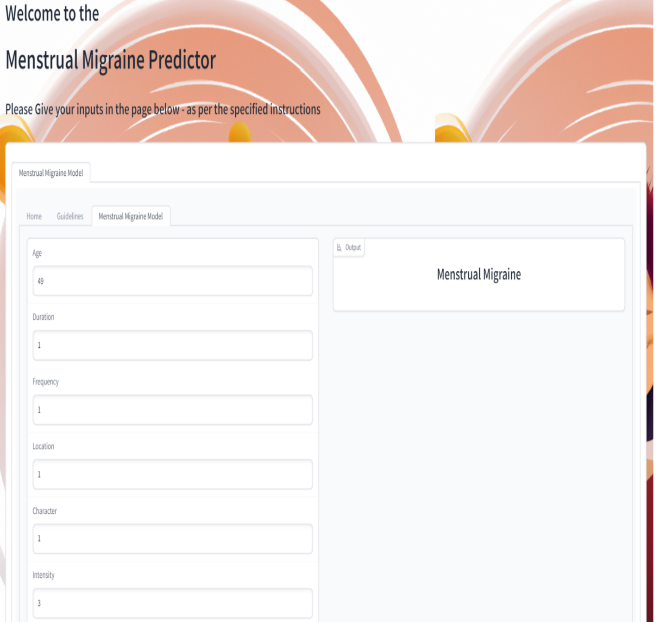 Welcome to the
Menstrual Migraine Predictor
Please Give your inputs in the page below - as per the specified instructions
Menstrual Migraine Model
Home Guidelines Menstrual Migraine Model
Age
49
Duration
1
Frequency
1
Location
1
Character
1
Intensity
3
Output
Menstrual Migraine